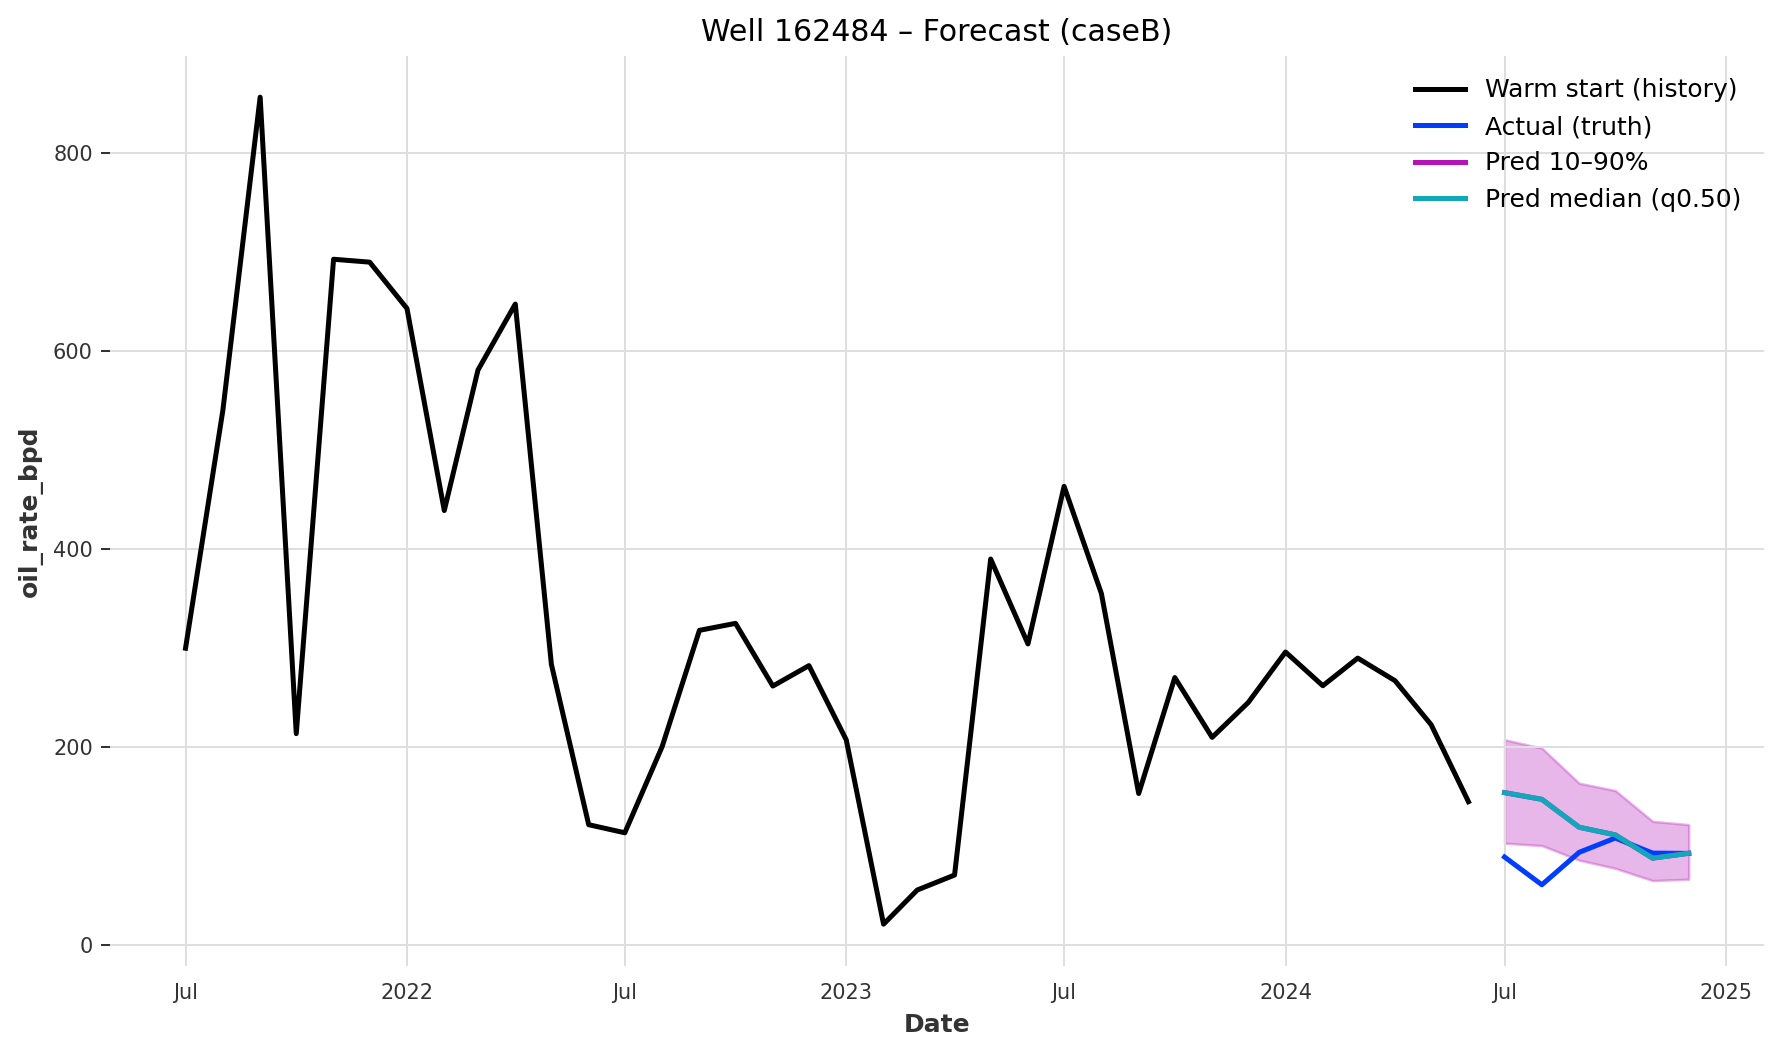 Well 162484 – Forecast (caseB)
Warm start (history)
Actual (truth)
Pred 10–90%
Pred median (q0.50)
oil_rate_bpd
800
600
400
200
0
Jul
2022
Jul
2023
Jul
2024
Jul
2025
Date